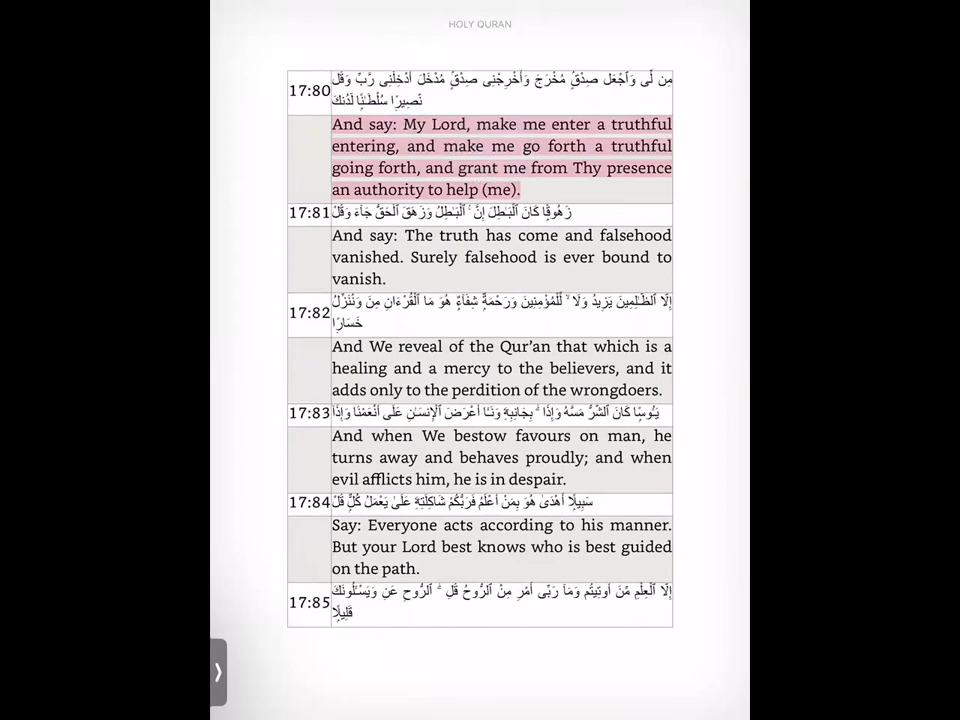 HOLY QURAN
17:80 مِن لِّى وَٱجْعَل صِدْقٍ مُخْرَجَ وَأَخْرِجْنِى صِدْقٍ مُدْخَلَ أَدْخِلْنِى رَّبِّ وَقُل
نَّصِيرًا سُلْطَـٰنًا لَّدُنكَ
And say: My Lord, make me enter a truthful
entering, and make me go forth a truthful
going forth, and grant me from Thy presence
an authority to help (me).
17:81 زَهُوقًا كَانَ ٱلْبَـٰطِلَ إِنَّ ۚ ٱلْبَـٰطِلُ وَزَهَقَ ٱلْحَقُّ جَآءَ وَقُلْ
And say: The truth has come and falsehood
vanished. Surely falsehood is ever bound to
vanish.
17:82 إِلَّا ٱلظَّـٰلِمِينَ يَزِيدُ وَلَا ۙ لِّلْمُؤْمِنِينَ وَرَحْمَةٌ شِفَآءٌ هُوَ مَا ٱلْقُرْءَانِ مِنَ وَنُنَزِّلُ
خَسَارًا
And We reveal of the Qur’an that which is a
healing and a mercy to the believers, and it
adds only to the perdition of the wrongdoers.
17:83 يَـُٔوسًا كَانَ ٱلشَّرُّ مَسَّهُ وَإِذَا ۖ بِجَانِبِهِۦ وَنَـَٔا أَعْرَضَ ٱلْإِنسَـٰنِ عَلَى أَنْعَمْنَا وَإِذَآ
And when We bestow favours on man, he
turns away and behaves proudly; and when
evil afflicts him, he is in despair.
17:84 سَبِيلًا أَهْدَىٰ هُوَ بِمَنْ أَعْلَمُ فَرَبُّكُمْ شَاكِلَتِهِۦ عَلَىٰ يَعْمَلُ كُلٌّ قُلْ
Say: Everyone acts according to his manner.
But your Lord best knows who is best guided
on the path.
17:85 إِلَّا ٱلْعِلْمِ مِّنَ أُوتِيتُم وَمَآ رَبِّى أَمْرِ مِنْ ٱلرُّوحُ قُلِ ۖ ٱلرُّوحِ عَنِ وَيَسْـَٔلُونَكَ
قَلِيلًا